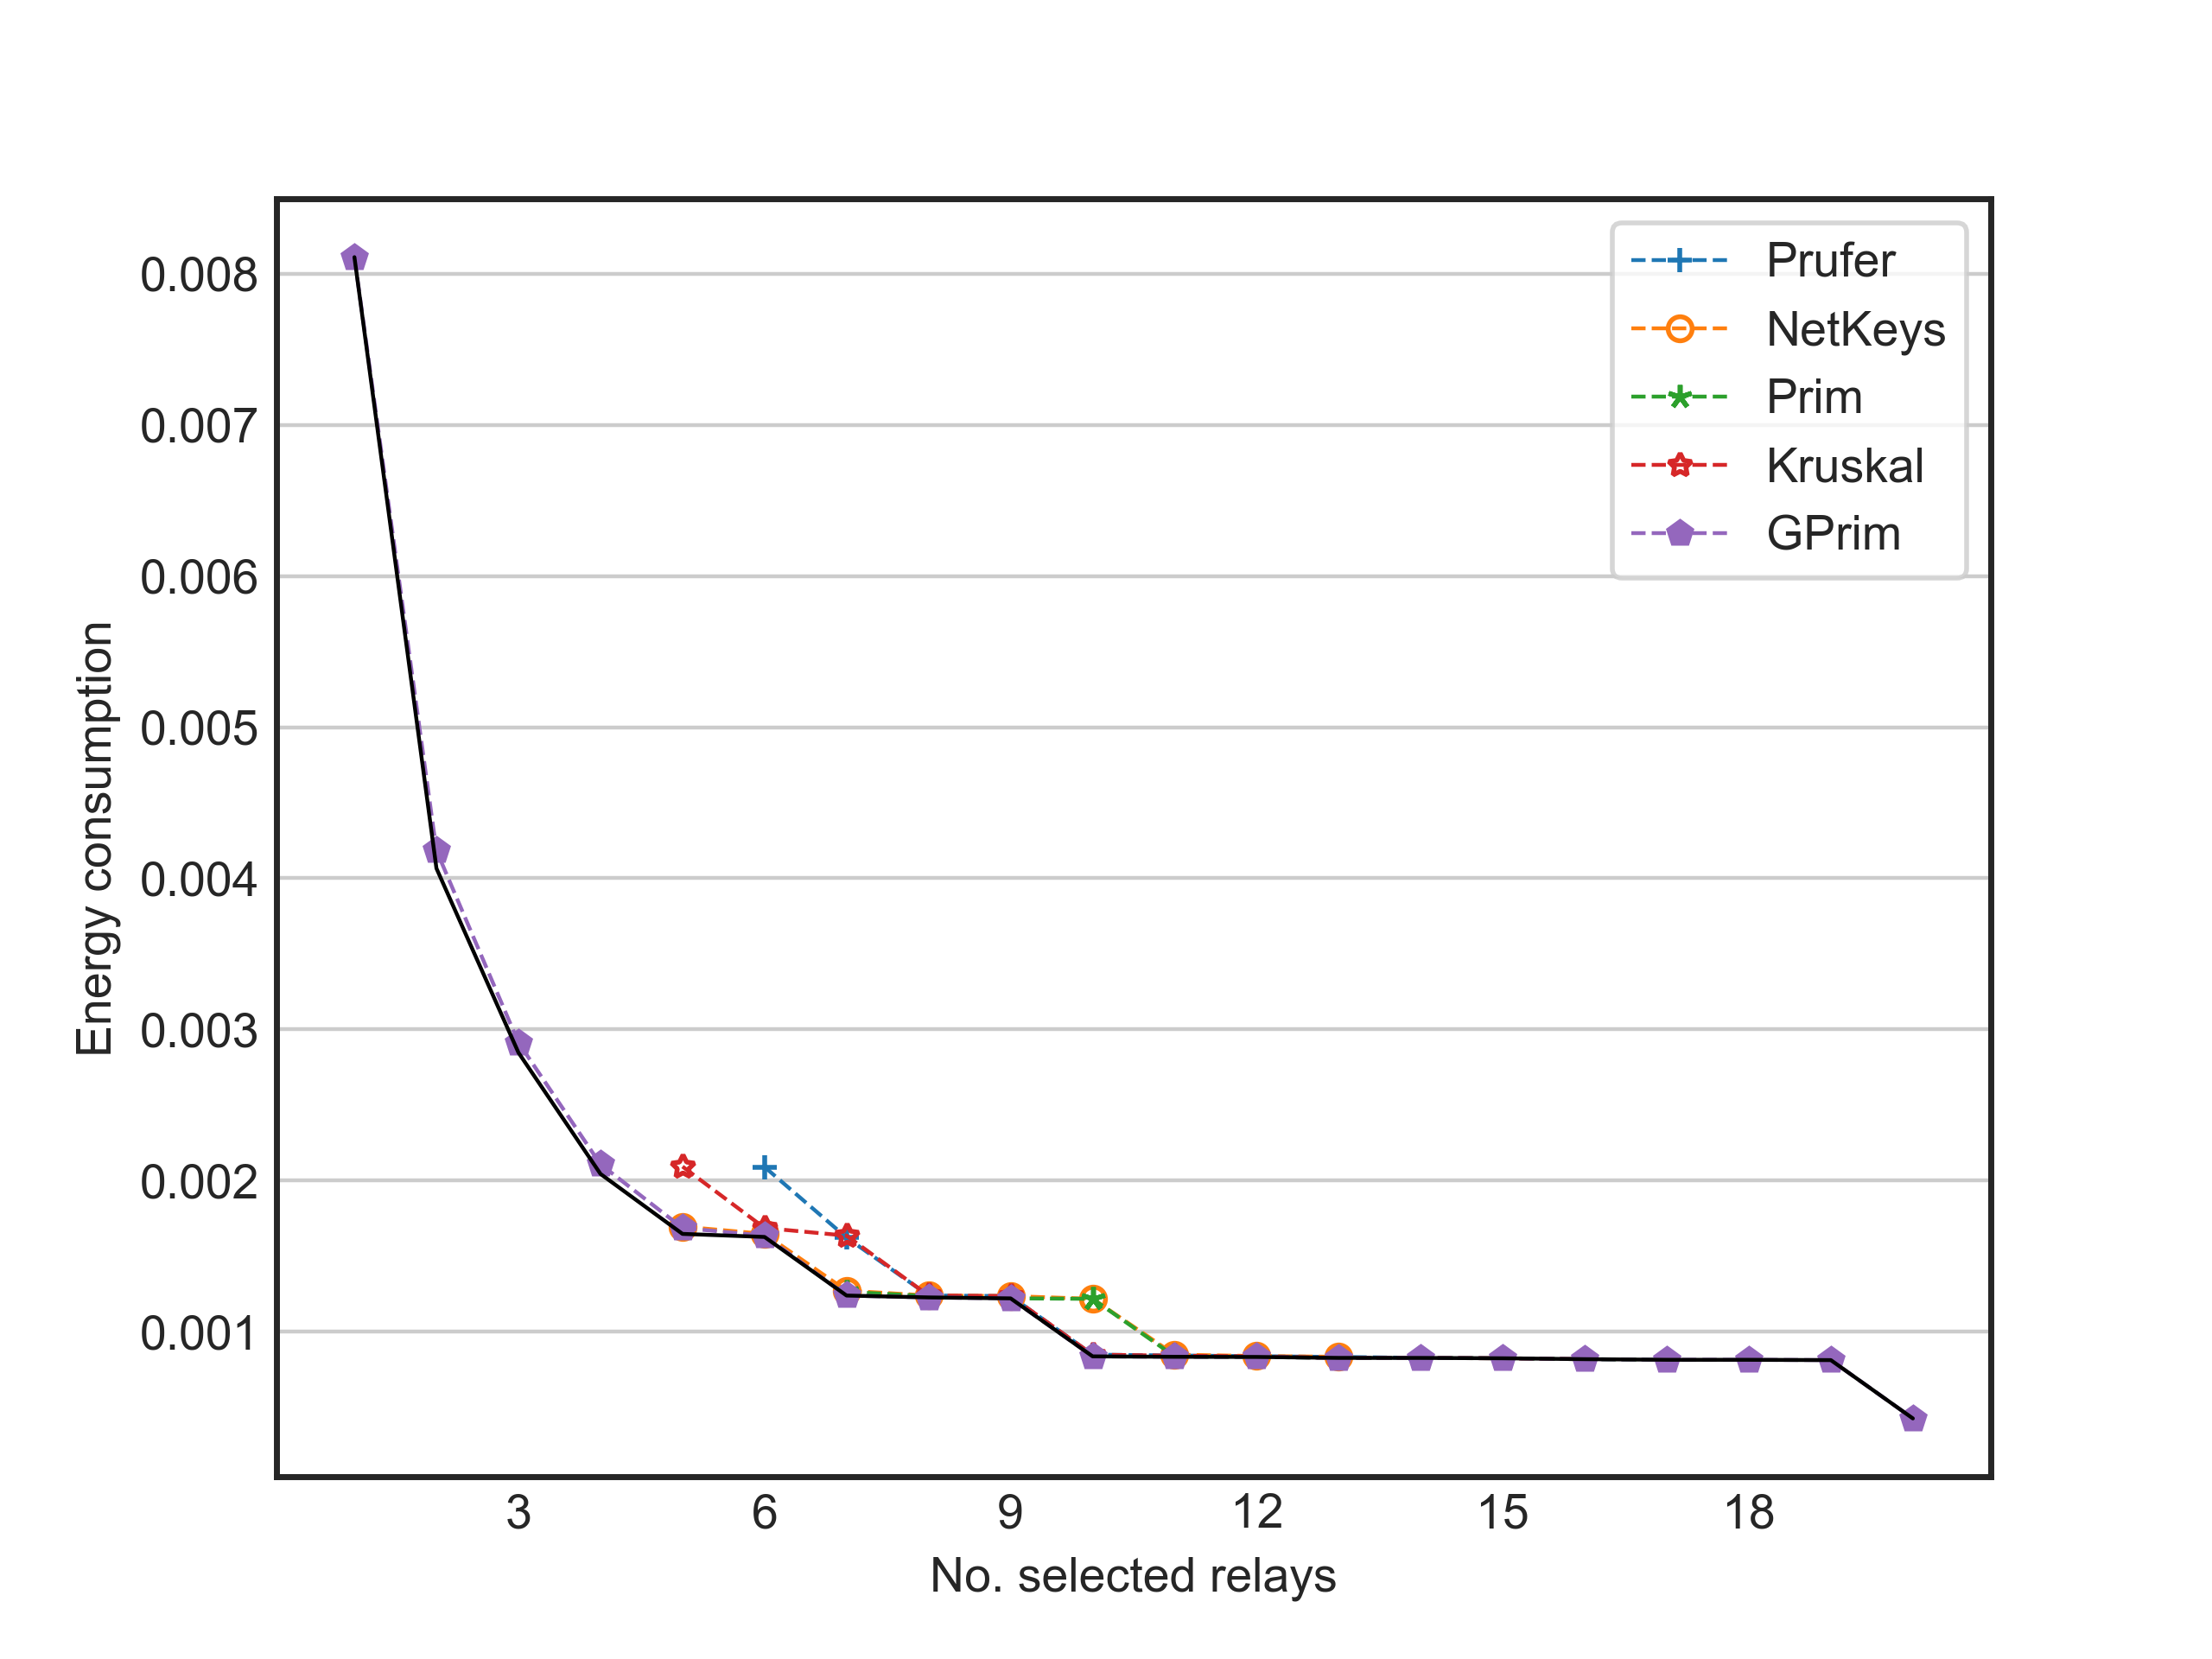 Prufer
NetKeys
Prim
Kruskal
GPrim
0.008
0.007
0.006
0.005
0.004
0.003
0.002
0.001
Energy consumption
3 6 9 12 15 18
No. selected relays